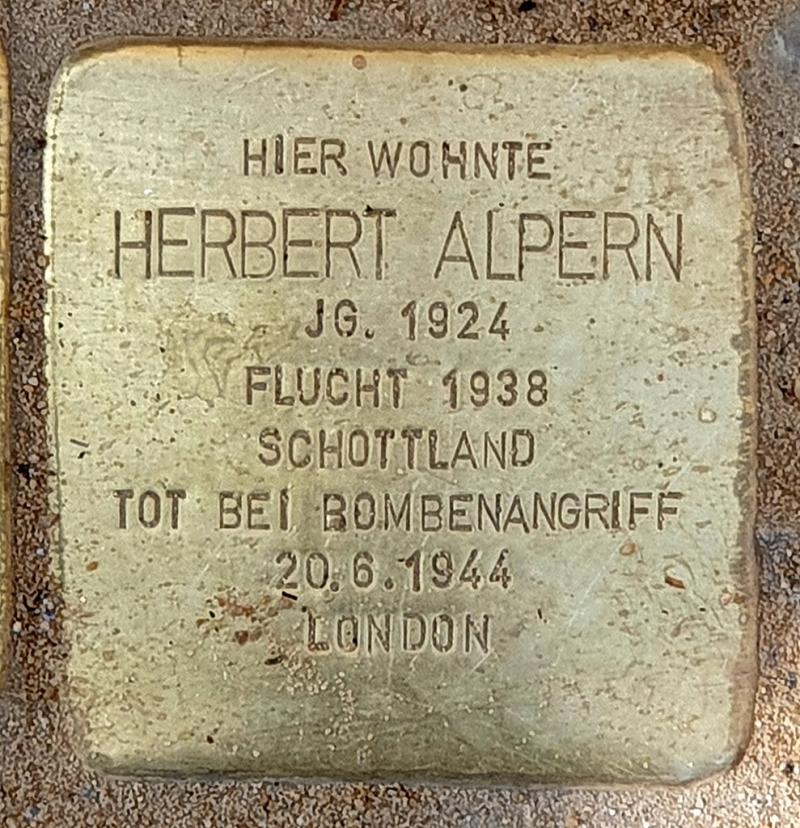 HIER WOHNTE
HERBERT ALPERN
JG. 1924
FLUCHT 1938
SCHOTTLAND
TOT BEI BOMBENANGRIFF
20.6.1944
LONDON